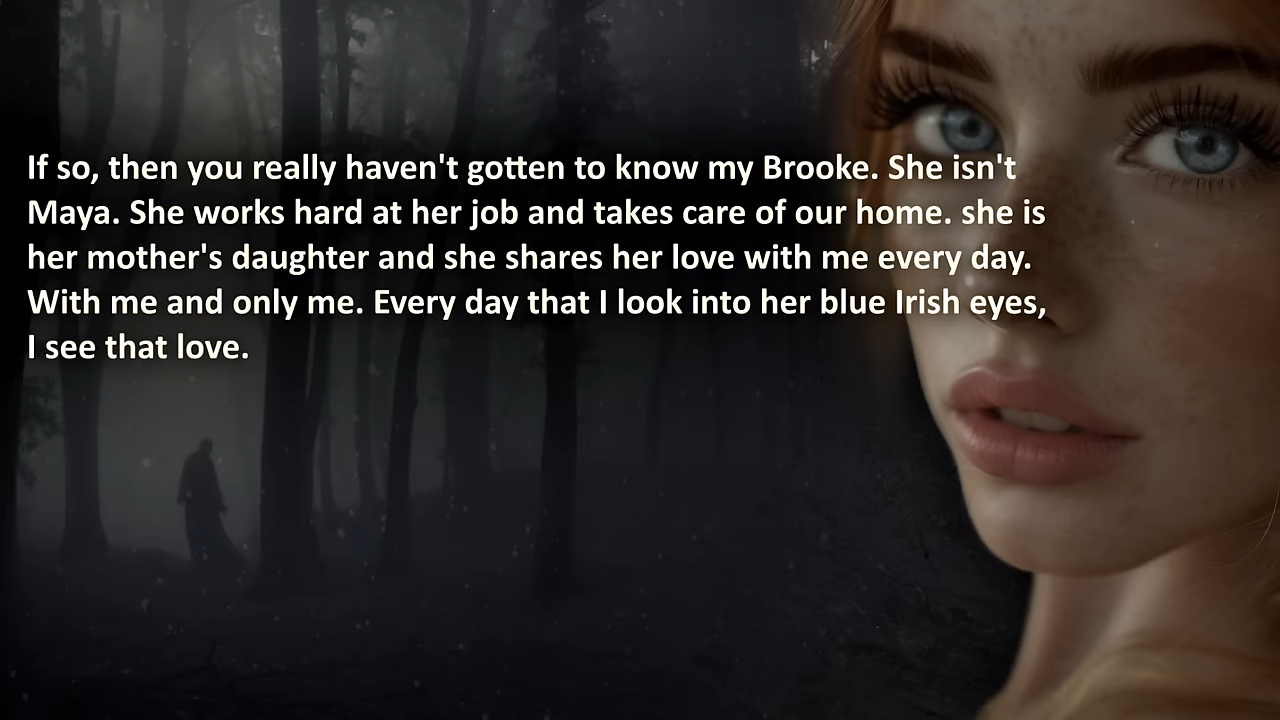 If so, then you really haven't gotten to know my Brooke. She isn't
Maya. She works hard at her job and takes care of our home. she is
her mother's daughter and she shares her love with me every day.
With me and only me. Every day that I look into her blue Irish eyes,
I see that love.